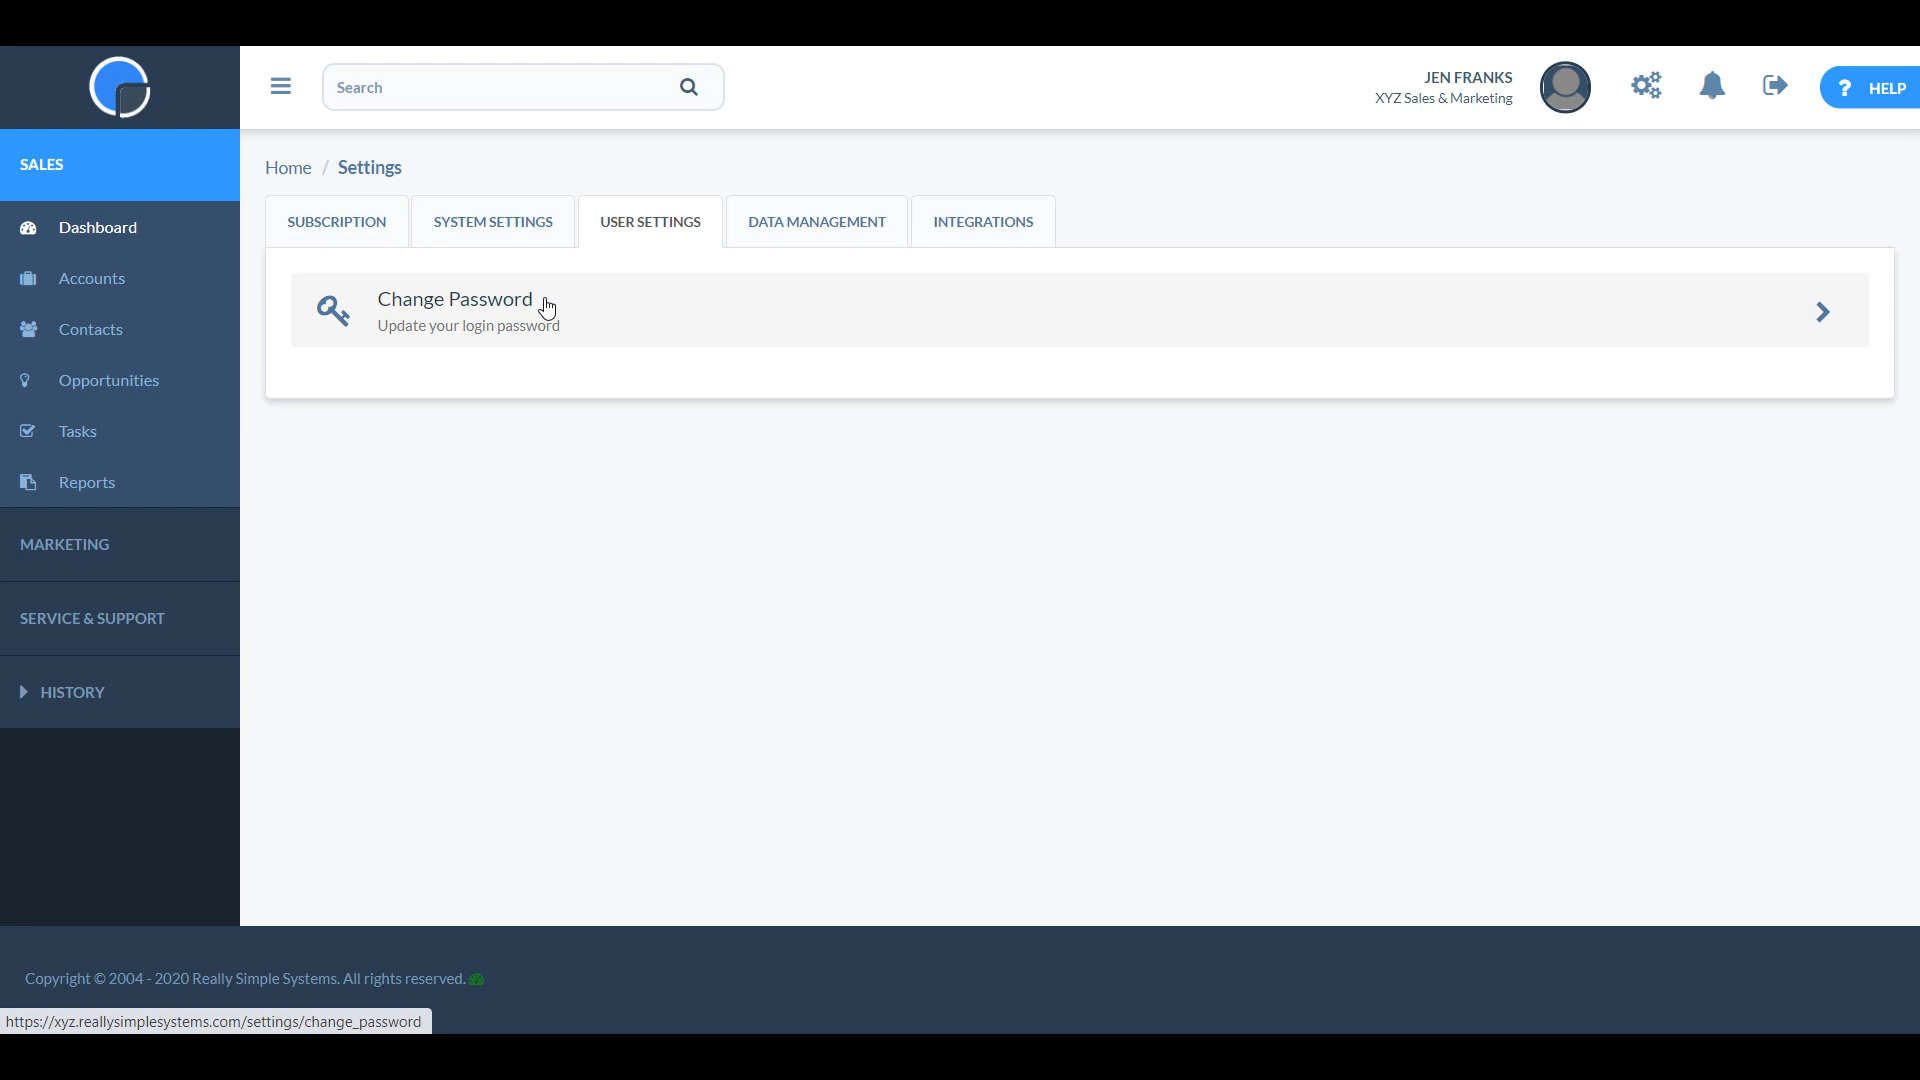 Search
JEN FRANKS
XYZ Sales & Marketing
? HELP
SALES
Dashboard
Accounts
Contacts
Opportunities
Tasks
Reports
MARKETING
SERVICE & SUPPORT
HISTORY
Home / Settings
SUBSCRIPTION
SYSTEM SETTINGS
USER SETTINGS
DATA MANAGEMENT
INTEGRATIONS
Change Password
Update your login password
Copyright © 2004 - 2020 Really Simple Systems. All rights reserved.
https://xyz.reallysimplesystems.com/settings/change_password